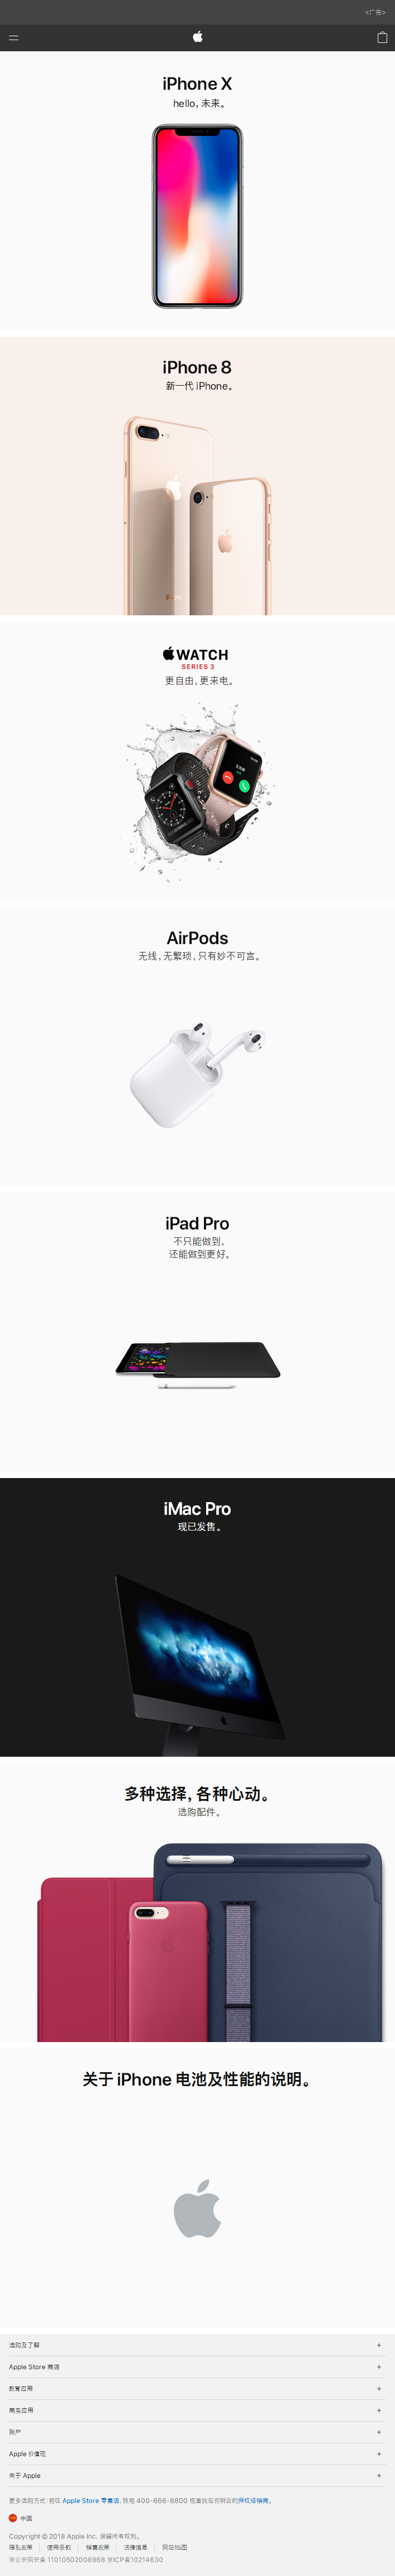 <广告>
iPhone X
hello, 未来。
iPhone 8
新一代 iPhone。
WATCH
SERIES 3
更自由, 更来电。
AirPods
无线, 无繁琐, 只有妙不可言。
iPad Pro
不只能做到,
还能做到更好。
iMac Pro
现已发售。
多种选择, 各种心动。
选购配件。
关于 iPhone 电池及性能的说明。
选购及了解 +
Apple Store 商店 +
教育应用 +
商务应用 +
账户 +
Apple 价值观 +
关于 Apple +
更多选购方式: 前往 Apple Store 零售店, 致电 400-666-8800 或查找在你附近的授权经销商。
中国
Copyright © 2018 Apple Inc. 保留所有权利。
隐私政策 使用条款 销售政策 法律信息 网站地图
京公安网安备 11010502008968 京ICP备10214630